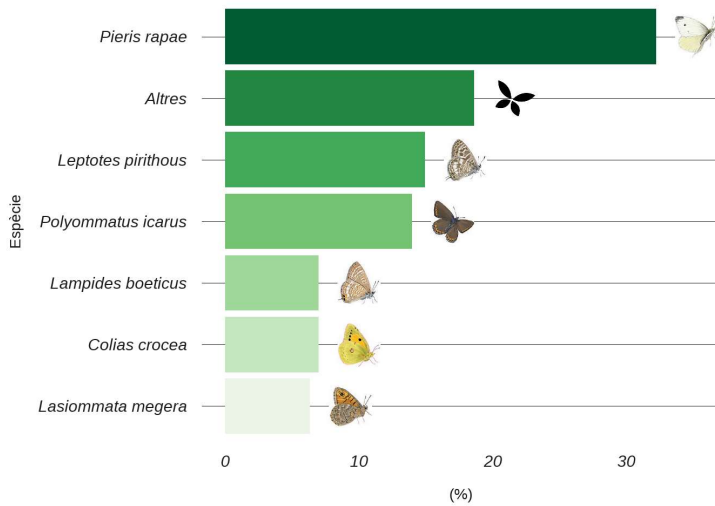 Pieris rapae
Altres
Leptotes pirithous
Polyommatus icarus
Lampides boeticus
Colias crocea
Lasiommata megera
Espècie
0 10 20 30
(%)